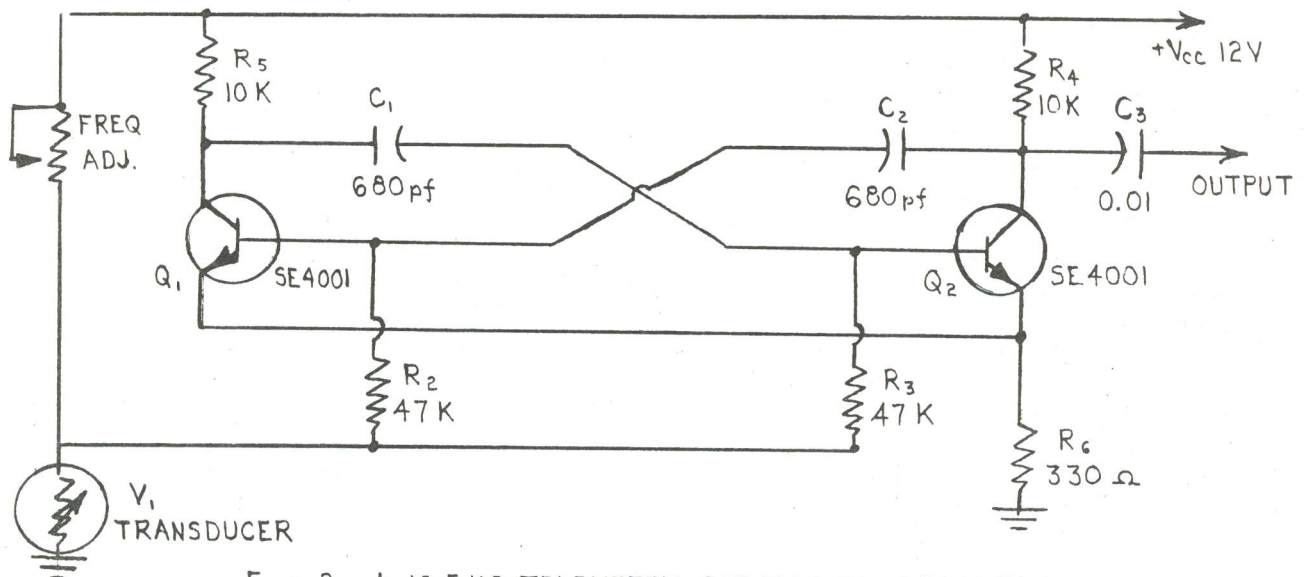 +Vcc 12V
R5
10K
FREQ
ADJ.
C1
680pf
C2
680pf
R4
10K
C3
0.01
OUTPUT
Q1
SE4001
Q2
SE4001
R2
47K
R3
47K
R6
330 Ω
V1
TRANSDUCER